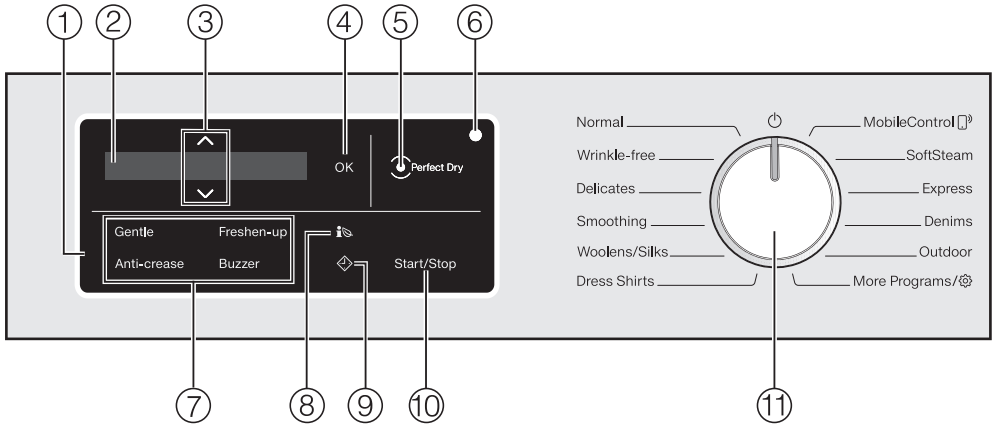 ① ② ③ ④ ⑤ ⑥
OK
Perfect Dry
Gentle Freshen-up
Anti-crease Buzzer
Start/Stop
Normal
Wrinkle-free
Delicates
Smoothing
Woolens/Silks
Dress Shirts
MobileControl
SoftSteam
Express
Denims
Outdoor
More Programs/
⑦ ⑧ ⑨ ⑩ ⑪